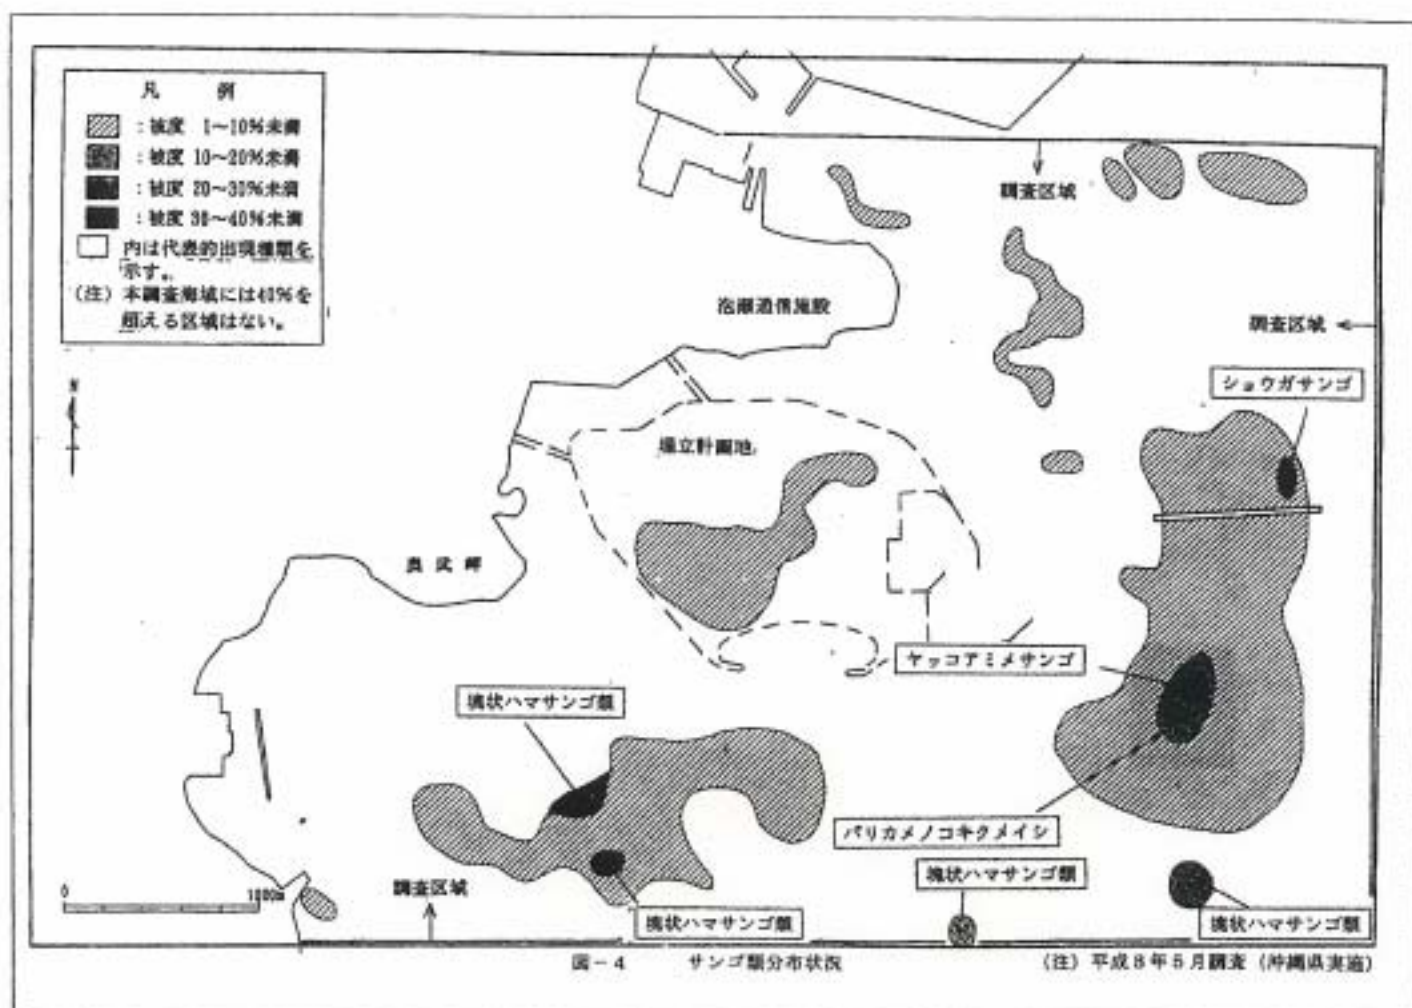 凡　例
：被度 1～10％未満
：被度 10～20％未満
：被度 20～30％未満
：被度 30～40％未満
内は代表的出現種類を
示す。
（注）本調査海域には40％を
超える区域はない。
調査区域
泡瀬通信施設
調査区域
ショウガサンゴ
N
埋立計画地
奥武岬
ヤッコアミメサンゴ
塊状ハマサンゴ類
パリカメノコキクメイシ
塊状ハマサンゴ類
0　1000m
調査区域
塊状ハマサンゴ類
塊状ハマサンゴ類
図－4　サンゴ類分布状況
（注）平成8年5月調査（沖縄県実施）